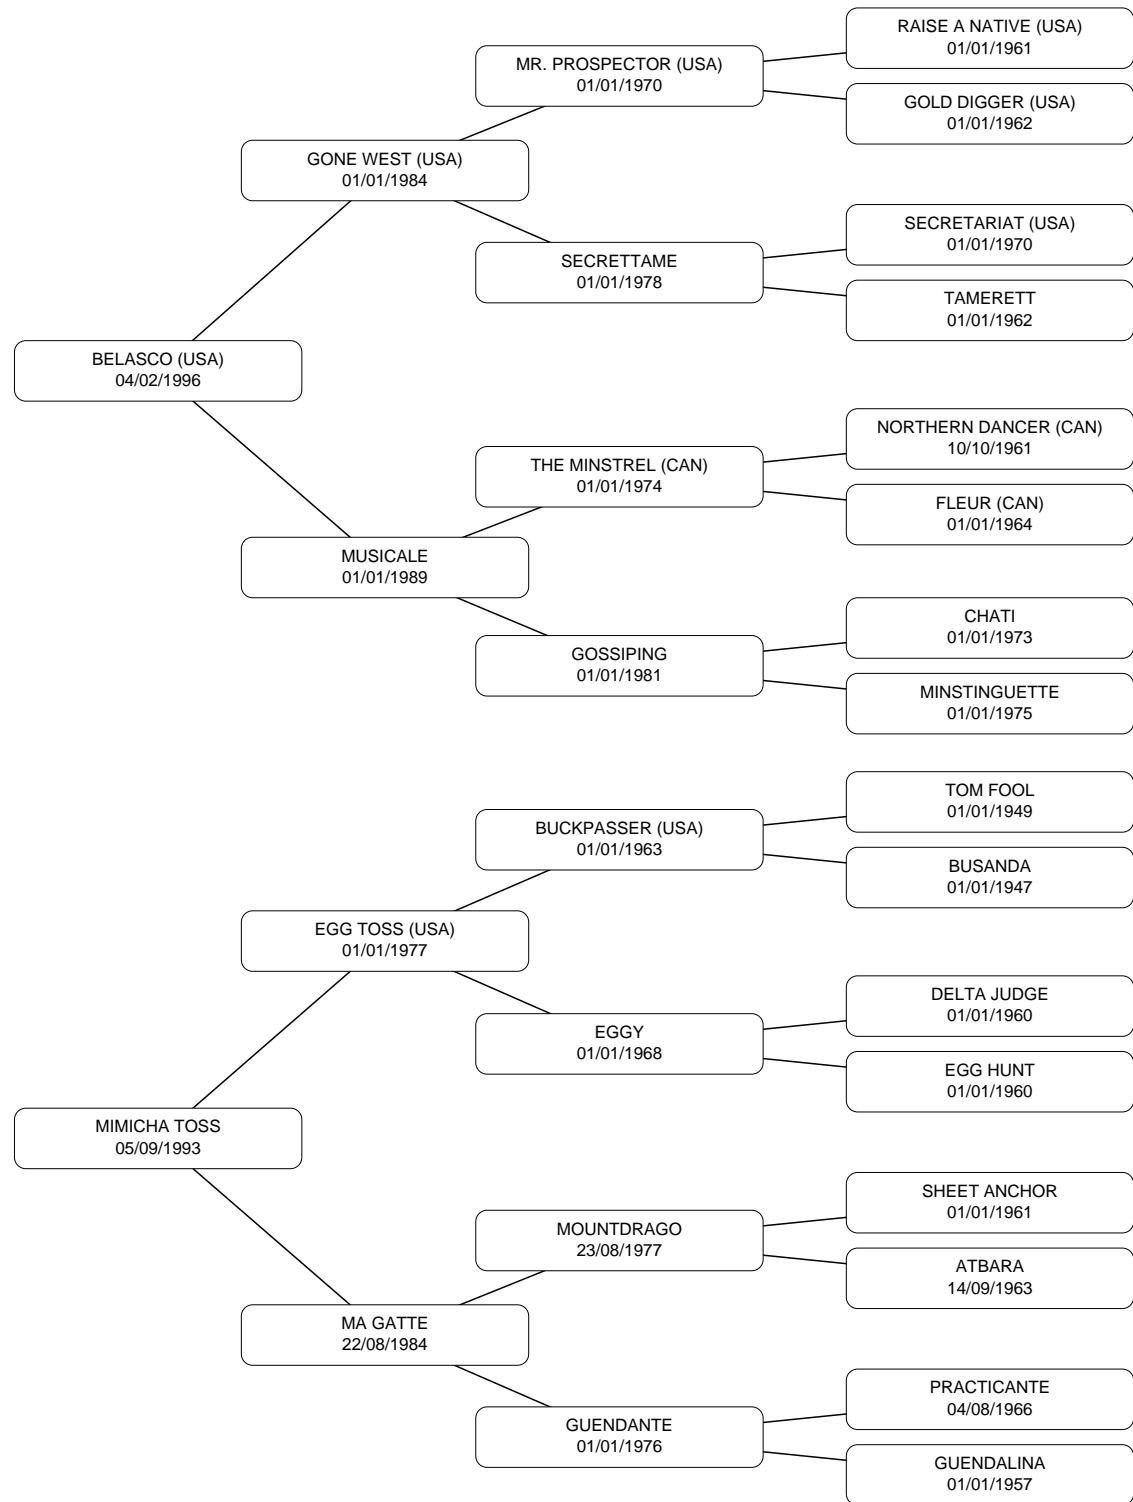 RAISE A NATIVE (USA)
01/01/1961
MR. PROSPECTOR (USA)
01/01/1970
GOLD DIGGER (USA)
01/01/1962
GONE WEST (USA)
01/01/1984
SECRETARIAT (USA)
01/01/1970
SECRETTAME
01/01/1978
TAMERETT
01/01/1962
BELASCO (USA)
04/02/1996
NORTHERN DANCER (CAN)
10/10/1961
THE MINSTREL (CAN)
01/01/1974
FLEUR (CAN)
01/01/1964
MUSICALE
01/01/1989
CHATI
01/01/1973
GOSSIPING
01/01/1981
MINSTINGUETTE
01/01/1975
TOM FOOL
01/01/1949
BUCKPASSER (USA)
01/01/1963
BUSANDA
01/01/1947
EGG TOSS (USA)
01/01/1977
DELTA JUDGE
01/01/1960
EGGY
01/01/1968
EGG HUNT
01/01/1960
MIMICHA TOSS
05/09/1993
SHEET ANCHOR
01/01/1961
MOUNTDRAGO
23/08/1977
ATBARA
14/09/1963
MA GATTE
22/08/1984
PRACTICANTE
04/08/1966
GUENDANTE
01/01/1976
GUENDALINA
01/01/1957